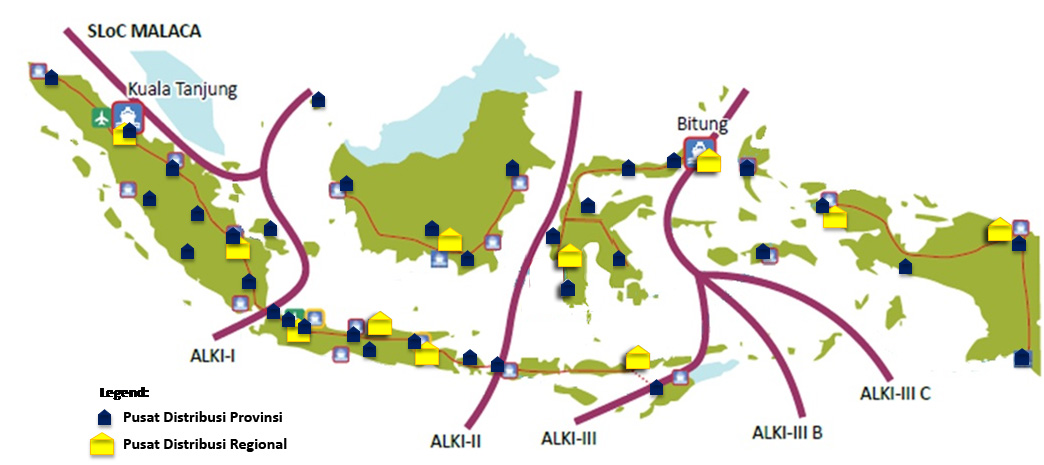 SLoC MALACA
Kuala Tanjung
Bitung
ALKI-I
ALKI-II
ALKI-III
ALKI-III B
ALKI-III C
Legend:
Pusat Distribusi Provinsi
Pusat Distribusi Regional